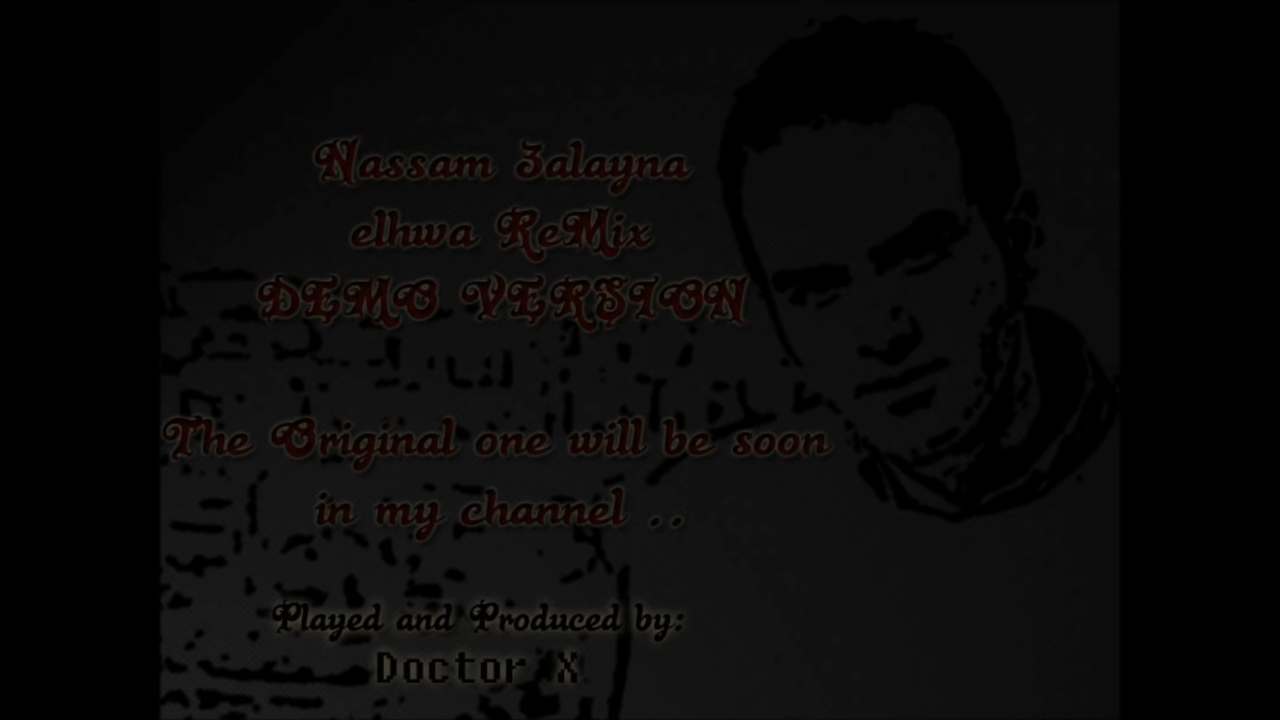 Nassam 3alayna
elhwa ReMix
DEMO VERSION
The Original one will be soon
in my channel ..
Played and Produced by:
Doctor X